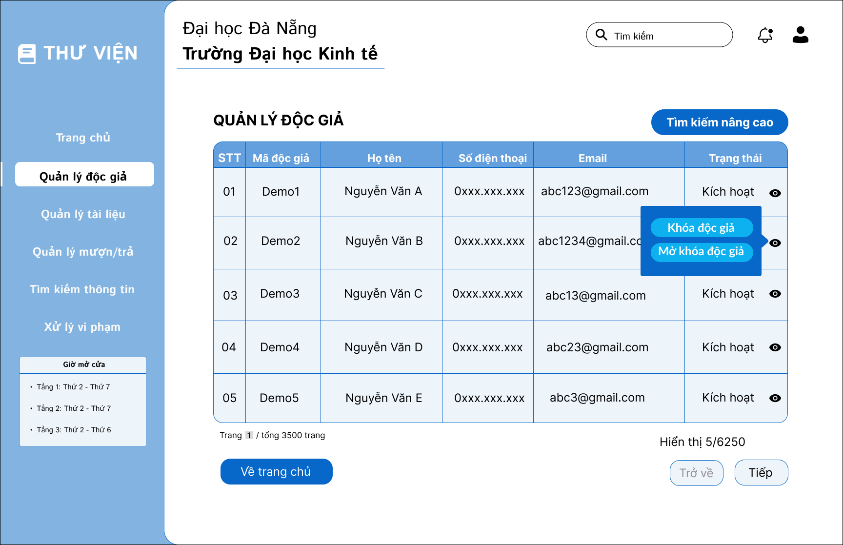 THƯ VIỆN
Trang chủ
Quản lý độc giả
Quản lý tài liệu
Quản lý mượn/trả
Tìm kiếm thông tin
Xử lý vi phạm
Giờ mở cửa
• Tầng 1: Thứ 2 - Thứ 7
• Tầng 2: Thứ 2 - Thứ 7
• Tầng 3: Thứ 2 - Thứ 6
Đại học Đà Nẵng
Trường Đại học Kinh tế
Tìm kiếm
QUẢN LÝ ĐỘC GIẢ
Tìm kiếm nâng cao
STT Mã độc giả Họ tên Số điện thoại Email Trạng thái
01 Demo1 Nguyễn Văn A 0xxx.xxx.xxx abc123@gmail.com Kích hoạt
02 Demo2 Nguyễn Văn B 0xxx.xxx.xxx abc1234@gmail.co
Khóa độc giả
Mở khóa độc giả
03 Demo3 Nguyễn Văn C 0xxx.xxx.xxx abc13@gmail.com Kích hoạt
04 Demo4 Nguyễn Văn D 0xxx.xxx.xxx abc23@gmail.com Kích hoạt
05 Demo5 Nguyễn Văn E 0xxx.xxx.xxx abc3@gmail.com Kích hoạt
Trang 1 / tổng 3500 trang
Hiển thị 5/6250
Về trang chủ
Trở về
Tiếp